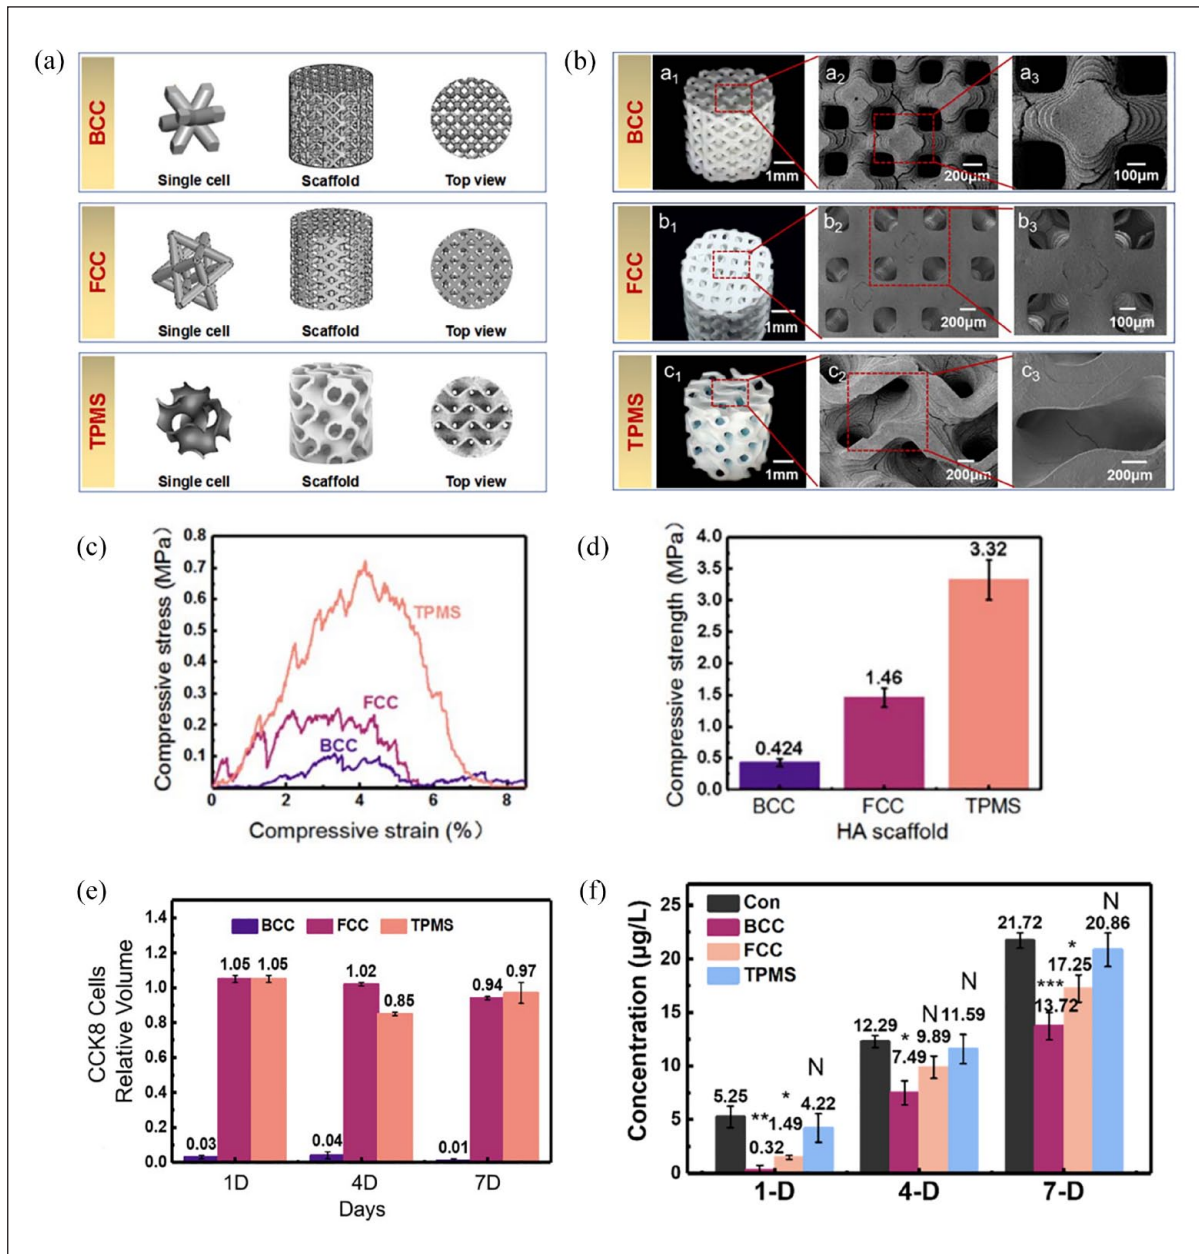 (a)
BCC
Single cell
Scaffold
Top view
FCC
Single cell
Scaffold
Top view
TPMS
Single cell
Scaffold
Top view
(b)
BCC
a1
1mm
a2
200μm
a3
100μm
FCC
b1
1mm
b2
200μm
b3
100μm
TPMS
c1
1mm
c2
200μm
c3
200μm
(c)
Compressive stress (MPa)
0.8
0.7
0.6
0.5
0.4
0.3
0.2
0.1
0 2 4 6 8
TPMS
FCC
BCC
Compressive strain (%)
(d)
Compressive strength (MPa)
4.0
3.5
3.0
2.5
2.0
1.5
1.0
0.5
0
0.424
1.46
3.32
BCC FCC TPMS
HA scaffold
(e)
CCK8 Cells
Relative Volume
1.4
1.2
1.0
0.8
0.6
0.4
0.2
0.0
BCC FCC TPMS
0.03 1.05 1.05
0.04 1.02 0.85
0.01 0.94 0.97
1D 4D 7D
Days
(f)
Concentration (μg/L)
25
20
15
10
5
0
Con
BCC
FCC
TPMS
5.25 ** 0.32 * 1.49 N 4.22
12.29 * 7.49 N 9.89 N 11.59
21.72 *** 13.72 * 17.25 N 20.86
1-D 4-D 7-D